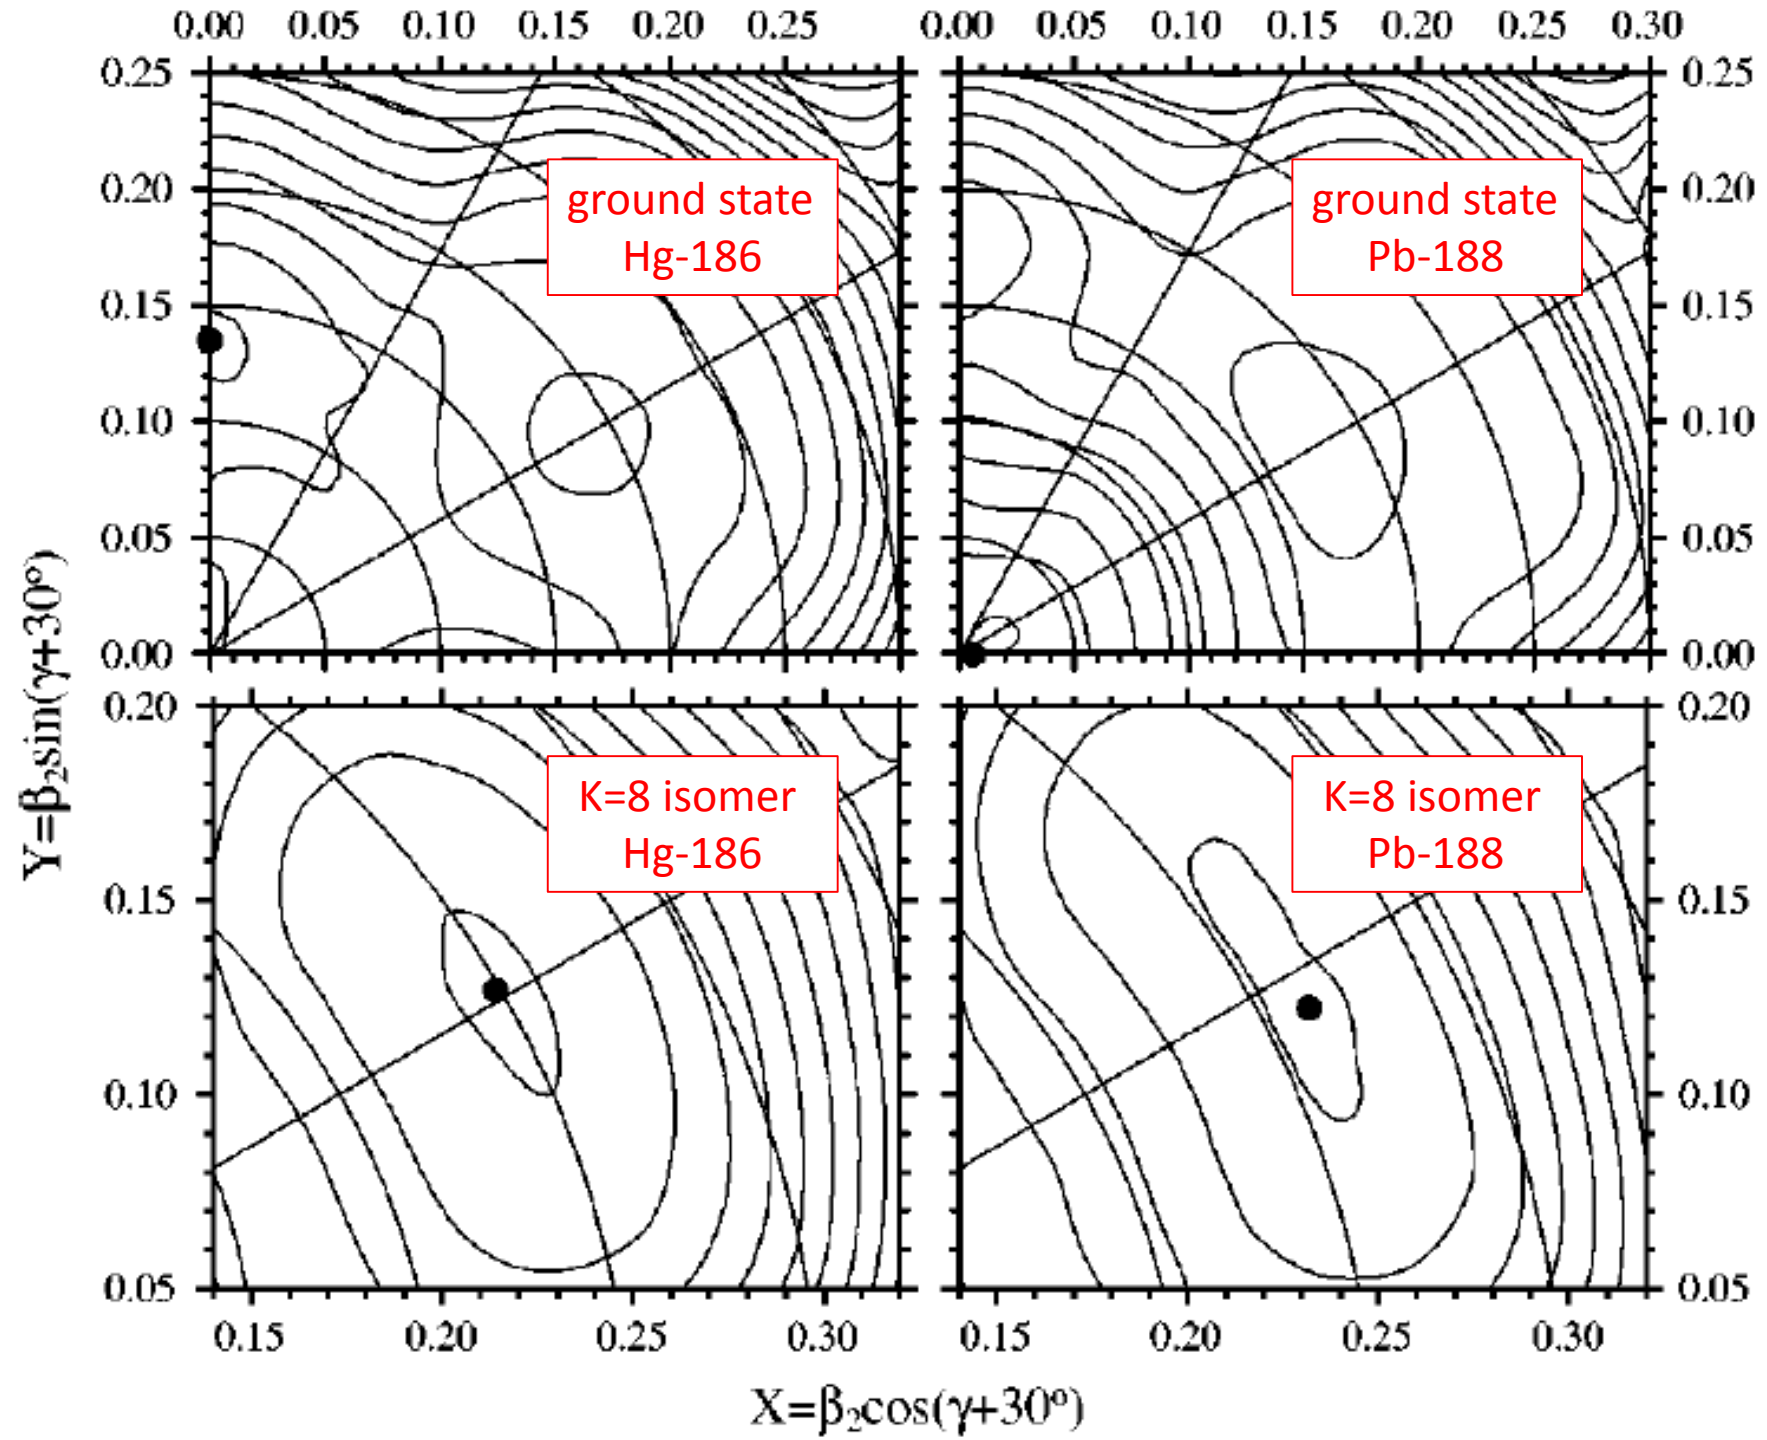 0.00 0.05 0.10 0.15 0.20 0.25 0.00 0.05 0.10 0.15 0.20 0.25 0.30
0.25 0.25
0.20 ground state ground state 0.20
Hg-186 Pb-188
0.15 0.15
0.10 0.10
0.05 0.05
0.00 0.00
Y=β₂sin(γ+30º)
0.20 0.20
K=8 isomer K=8 isomer
Hg-186 Pb-188
0.15 0.15
0.10 0.10
0.05 0.05
0.15 0.20 0.25 0.30 0.15 0.20 0.25 0.30
X=β₂cos(γ+30º)